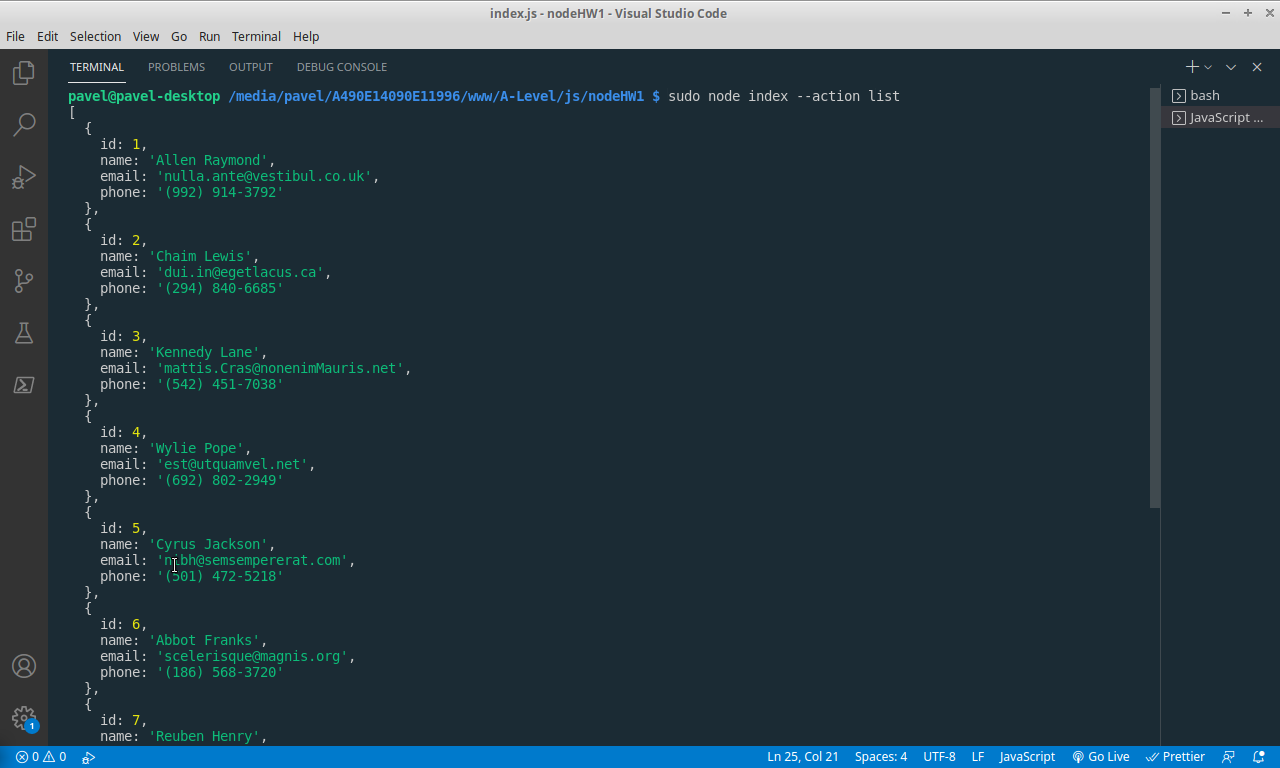 index.js - nodeHW1 - Visual Studio Code
File Edit Selection View Go Run Terminal Help
TERMINAL PROBLEMS OUTPUT DEBUG CONSOLE
pavel@pavel-desktop /media/pavel/A490E14090E11996/www/A-Level/js/nodeHW1 $ sudo node index --action list
bash
JavaScript ...
[
{
id: 1,
name: 'Allen Raymond',
email: 'nulla.ante@vestibul.co.uk',
phone: '(992) 914-3792'
},
{
id: 2,
name: 'Chaim Lewis',
email: 'dui.in@egetlacus.ca',
phone: '(294) 840-6685'
},
{
id: 3,
name: 'Kennedy Lane',
email: 'mattis.Cras@nonenimMauris.net',
phone: '(542) 451-7038'
},
{
id: 4,
name: 'Wylie Pope',
email: 'est@utquamvel.net',
phone: '(692) 802-2949'
},
{
id: 5,
name: 'Cyrus Jackson',
email: 'nibh@semsempererat.com',
phone: '(501) 472-5218'
},
{
id: 6,
name: 'Abbot Franks',
email: 'scelerisque@magnis.org',
phone: '(186) 568-3720'
},
{
id: 7,
name: 'Reuben Henry',
1
0 0 Ln 25, Col 21 Spaces: 4 UTF-8 LF JavaScript Go Live Prettier